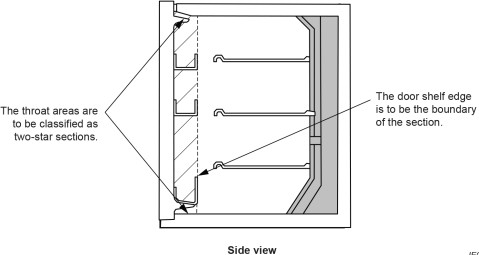 The throat areas are
to be classified as
two-star sections.
The door shelf edge
is to be the boundary
of the section.
Side view